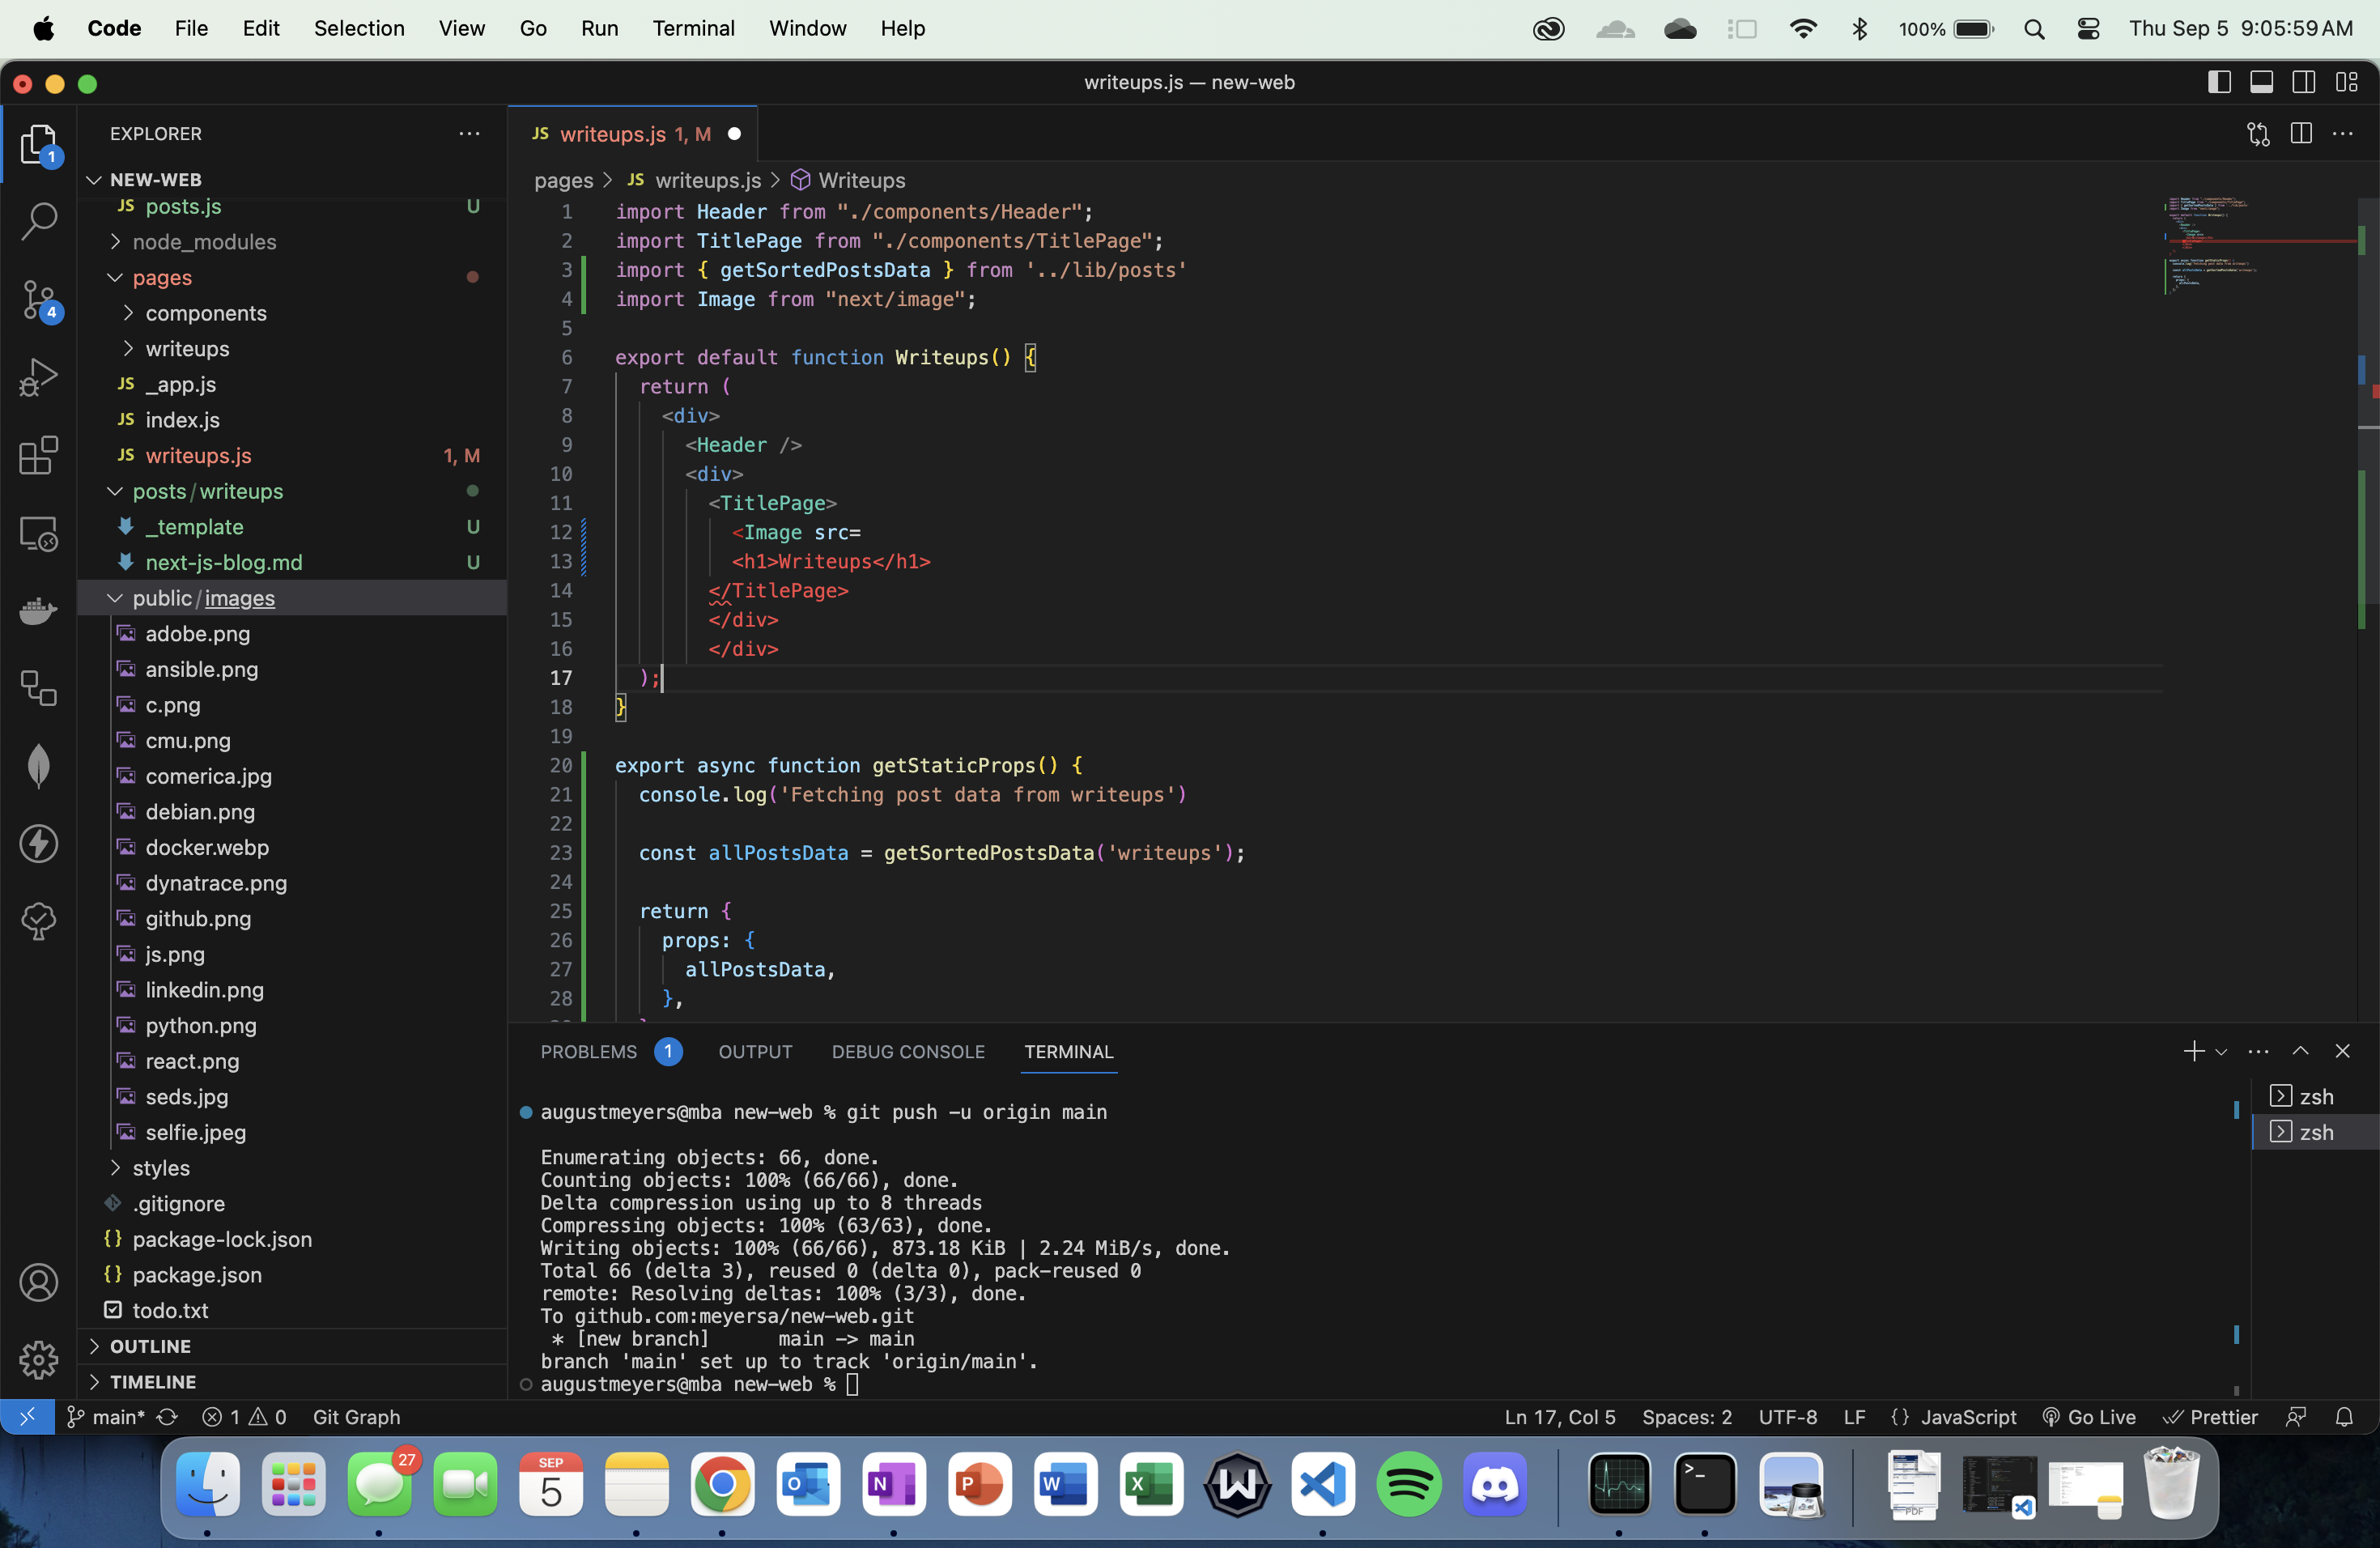 Code File Edit Selection View Go Run Terminal Window Help 100% Thu Sep 5 9:05:59 AM
writeups.js — new-web
EXPLORER
NEW-WEB
JS posts.js U
node_modules
pages
components
writeups
JS _app.js
JS index.js
JS writeups.js 1, M
posts/writeups
_template U
next-js-blog.md U
public/images
adobe.png
ansible.png
c.png
cmu.png
comerica.jpg
debian.png
docker.webp
dynatrace.png
github.png
js.png
linkedin.png
python.png
react.png
seds.jpg
selfie.jpeg
styles
.gitignore
{} package-lock.json
{} package.json
todo.txt
OUTLINE
TIMELINE
1
4
JS writeups.js 1, M
pages > JS writeups.js > Writeups
1 import Header from "./components/Header";
2 import TitlePage from "./components/TitlePage";
3 import { getSortedPostsData } from '../lib/posts'
4 import Image from "next/image";
5
6 export default function Writeups() {
7 return (
8 <div>
9 <Header />
10 <div>
11 <TitlePage>
12 <Image src=
13 <h1>Writeups</h1>
14 </TitlePage>
15 </div>
16 </div>
17 );
18 }
19
20 export async function getStaticProps() {
21 console.log('Fetching post data from writeups')
22
23 const allPostsData = getSortedPostsData('writeups');
24
25 return {
26 props: {
27 allPostsData,
28 },
PROBLEMS 1 OUTPUT DEBUG CONSOLE TERMINAL
augustmeyers@mba new-web % git push -u origin main
Enumerating objects: 66, done.
Counting objects: 100% (66/66), done.
Delta compression using up to 8 threads
Compressing objects: 100% (63/63), done.
Writing objects: 100% (66/66), 873.18 KiB | 2.24 MiB/s, done.
Total 66 (delta 3), reused 0 (delta 0), pack-reused 0
remote: Resolving deltas: 100% (3/3), done.
To github.com:meyersa/new-web.git
* [new branch] main -> main
branch 'main' set up to track 'origin/main'.
augustmeyers@mba new-web %
zsh
zsh
main* 1 0 Git Graph Ln 17, Col 5 Spaces: 2 UTF-8 LF {} JavaScript Go Live Prettier
27
SEP
5
O
N
P
W
X
W
>_
PDF